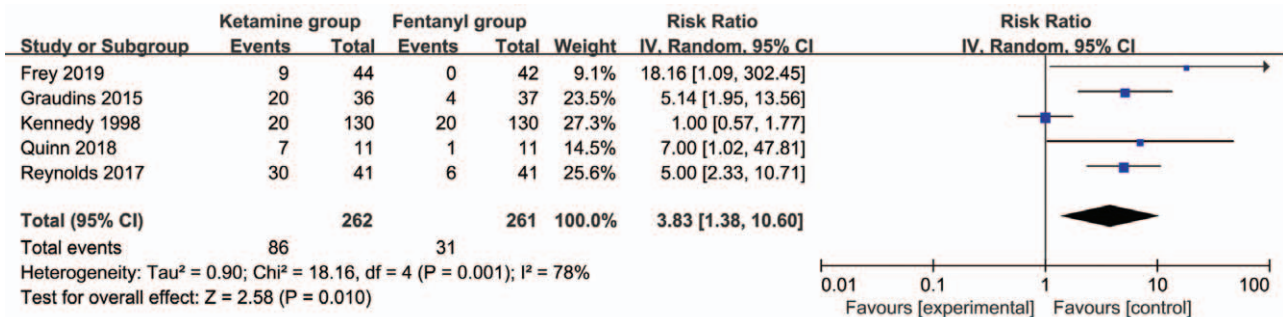 Ketamine group Fentanyl group Risk Ratio Risk Ratio
Study or Subgroup Events Total Events Total Weight IV, Random, 95% CI IV, Random, 95% CI
Frey 2019 9 44 0 42 9.1% 18.16 [1.09, 302.45]
Graudins 2015 20 36 4 37 23.5% 5.14 [1.95, 13.56]
Kennedy 1998 20 130 20 130 27.3% 1.00 [0.57, 1.77]
Quinn 2018 7 11 1 11 14.5% 7.00 [1.02, 47.81]
Reynolds 2017 30 41 6 41 25.6% 5.00 [2.33, 10.71]
Total (95% CI) 262 261 100.0% 3.83 [1.38, 10.60]
Total events 86 31
Heterogeneity: Tau² = 0.90; Chi² = 18.16, df = 4 (P = 0.001); I² = 78%
Test for overall effect: Z = 2.58 (P = 0.010)
0.01 0.1 1 10 100
Favours [experimental] Favours [control]